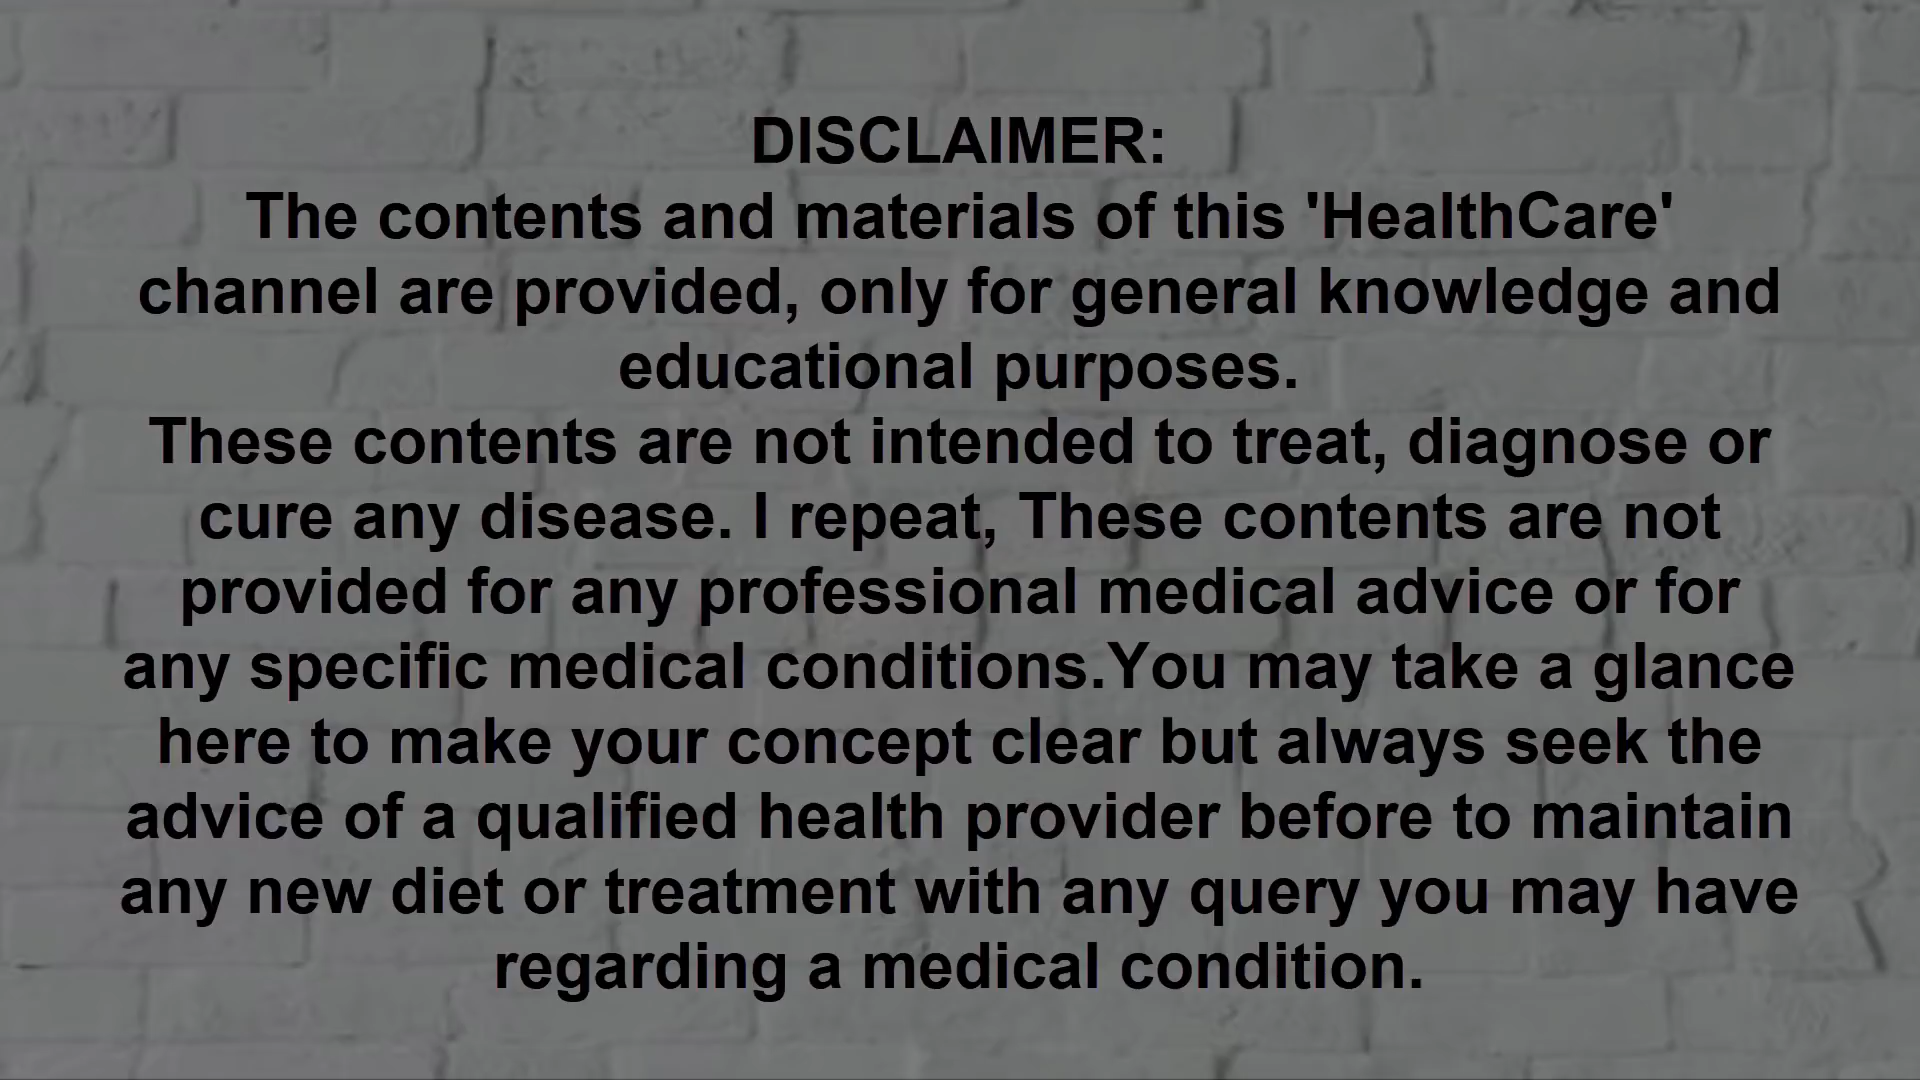 DISCLAIMER:
The contents and materials of this 'HealthCare'
channel are provided, only for general knowledge and
educational purposes.
These contents are not intended to treat, diagnose or
cure any disease. I repeat, These contents are not
provided for any professional medical advice or for
any specific medical conditions.You may take a glance
here to make your concept clear but always seek the
advice of a qualified health provider before to maintain
any new diet or treatment with any query you may have
regarding a medical condition.